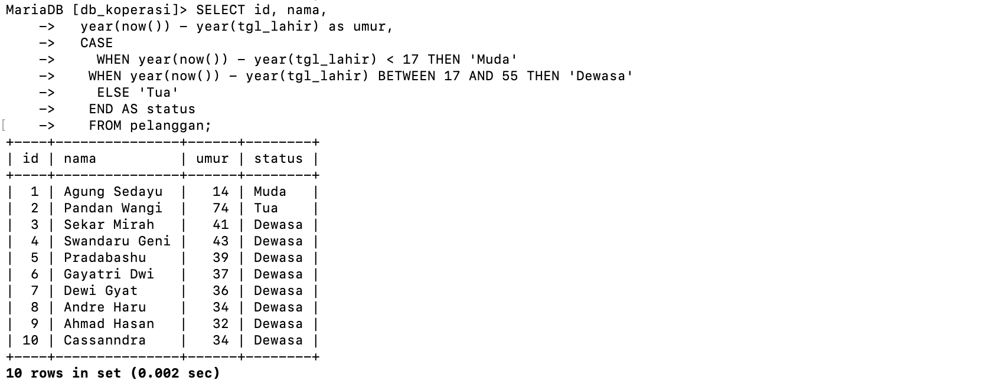 MariaDB [db_koperasi]> SELECT id, nama,
    ->   year(now()) - year(tgl_lahir) as umur,
    ->   CASE
    ->     WHEN year(now()) - year(tgl_lahir) < 17 THEN 'Muda'
    ->    WHEN year(now()) - year(tgl_lahir) BETWEEN 17 AND 55 THEN 'Dewasa'
    ->     ELSE 'Tua'
    ->    END AS status
[    ->    FROM pelanggan;
+----+---------------+------+--------+
| id | nama          | umur | status |
+----+---------------+------+--------+
|  1 | Agung Sedayu  |   14 | Muda   |
|  2 | Pandan Wangi  |   74 | Tua    |
|  3 | Sekar Mirah   |   41 | Dewasa |
|  4 | Swandaru Geni |   43 | Dewasa |
|  5 | Pradabashu    |   39 | Dewasa |
|  6 | Gayatri Dwi   |   37 | Dewasa |
|  7 | Dewi Gyat     |   36 | Dewasa |
|  8 | Andre Haru    |   34 | Dewasa |
|  9 | Ahmad Hasan   |   32 | Dewasa |
| 10 | Cassanndra    |   34 | Dewasa |
+----+---------------+------+--------+
10 rows in set (0.002 sec)